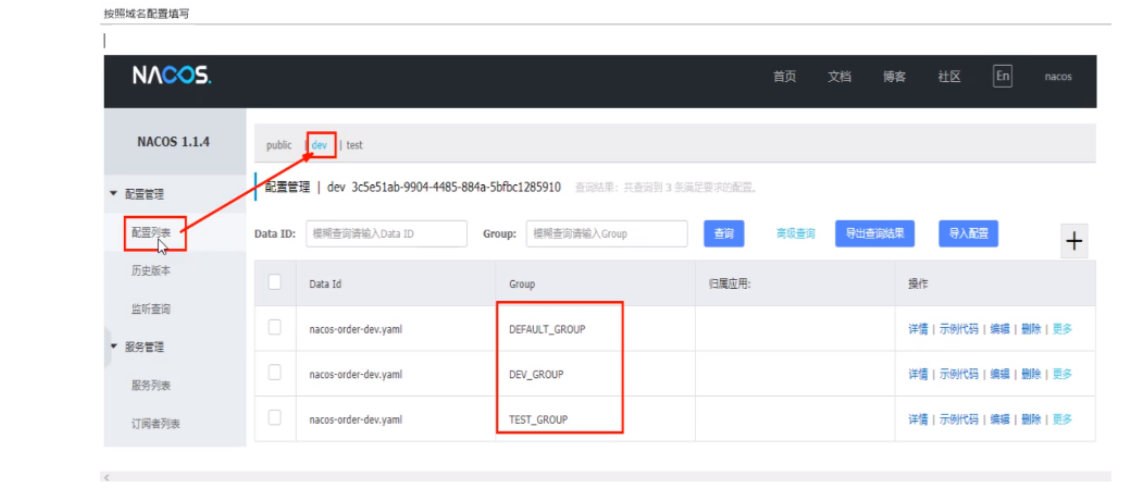 按照域名配置填写
NACOS.
首页 文档 博客 社区 En nacos
NACOS 1.1.4
public | dev | test
配置管理 | dev 3c5e51ab-9904-4485-884a-5bfbc1285910 查询结果：共查询到 3 条满足要求的配置。
配置管理
配置列表
历史版本
监听查询
服务管理
服务列表
订阅者列表
Data ID: 模糊查询请输入Data ID Group: 模糊查询请输入Group 查询 高级查询 导出查询结果 导入配置 +
Data Id Group 归属应用: 操作
nacos-order-dev.yaml DEFAULT_GROUP 详情 | 示例代码 | 编辑 | 删除 | 更多
nacos-order-dev.yaml DEV_GROUP 详情 | 示例代码 | 编辑 | 删除 | 更多
nacos-order-dev.yaml TEST_GROUP 详情 | 示例代码 | 编辑 | 删除 | 更多